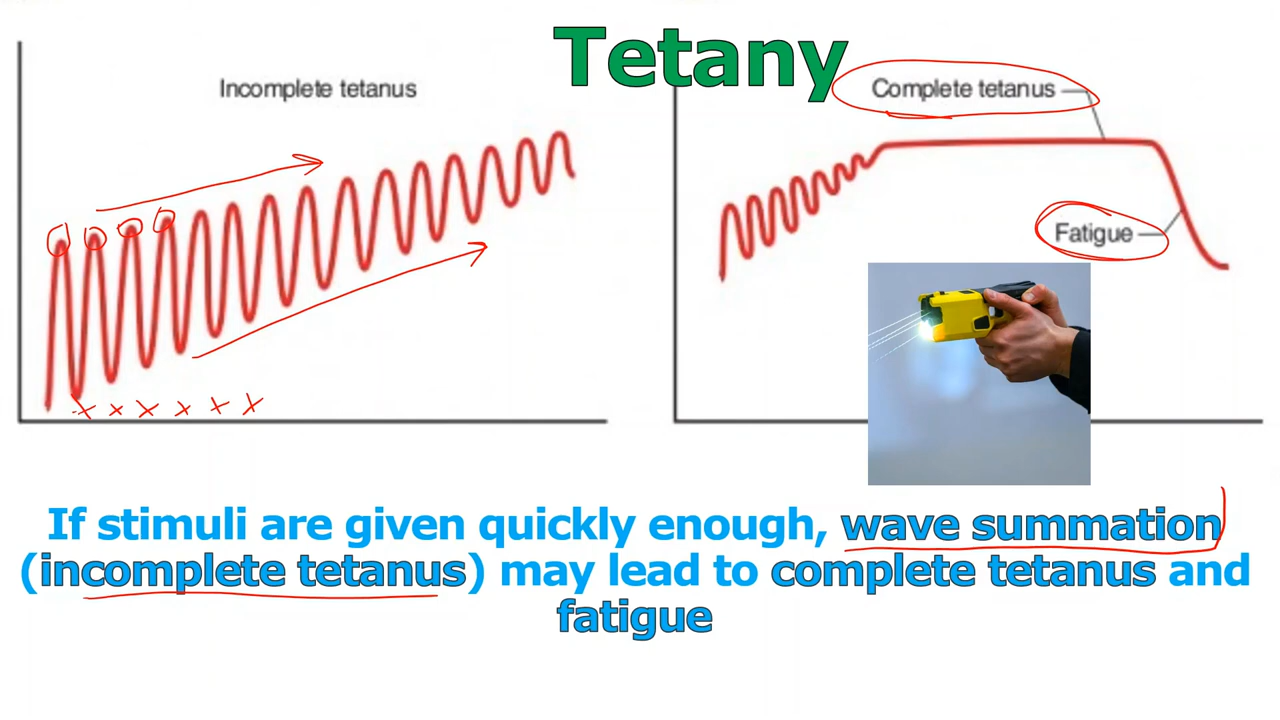 Tetany
Incomplete tetanus
Complete tetanus
Fatigue
If stimuli are given quickly enough, wave summation
(incomplete tetanus) may lead to complete tetanus and
fatigue